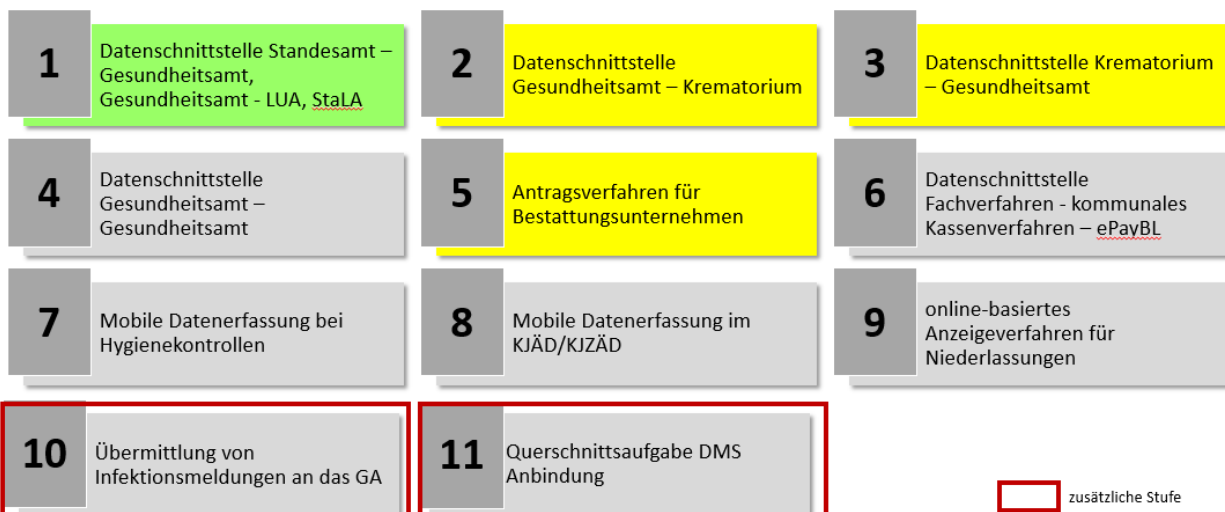 1
Datenschnittstelle Standesamt –
Gesundheitsamt,
Gesundheitsamt - LUA, StaLA
2
Datenschnittstelle
Gesundheitsamt – Krematorium
3
Datenschnittstelle Krematorium
– Gesundheitsamt
4
Datenschnittstelle
Gesundheitsamt –
Gesundheitsamt
5
Antragsverfahren für
Bestattungsunternehmen
6
Datenschnittstelle
Fachverfahren - kommunales
Kassenverfahren – ePayBL
7
Mobile Datenerfassung bei
Hygienekontrollen
8
Mobile Datenerfassung im
KJÄD/KJZÄD
9
online-basiertes
Anzeigeverfahren für
Niederlassungen
10
Übermittlung von
Infektionsmeldungen an das GA
11
Querschnittsaufgabe DMS
Anbindung
zusätzliche Stufe